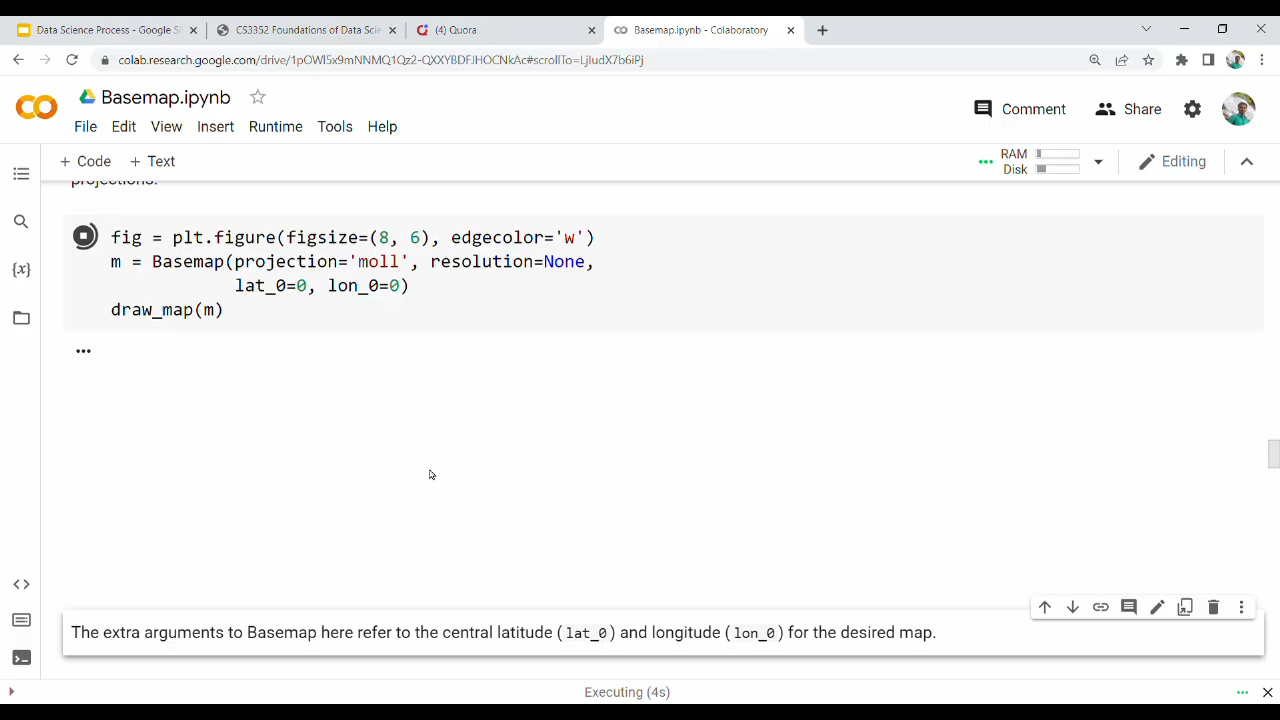 Data Science Process - Google Sl
CS3352 Foundations of Data Scie
(4) Quora
Basemap.ipynb - Colaboratory
colab.research.google.com/drive/1pOWl5x9mNNMQ1Qz2-QXXYBDFJHOCNkAc#scrollTo=LjIudX7b6iPj
Basemap.ipynb
Comment
Share
File Edit View Insert Runtime Tools Help
+ Code + Text
RAM
Disk
Editing
projections.
fig = plt.figure(figsize=(8, 6), edgecolor='w')
m = Basemap(projection='moll', resolution=None,
lat_0=0, lon_0=0)
draw_map(m)
The extra arguments to Basemap here refer to the central latitude (lat_0) and longitude (lon_0) for the desired map.
Executing (4s)